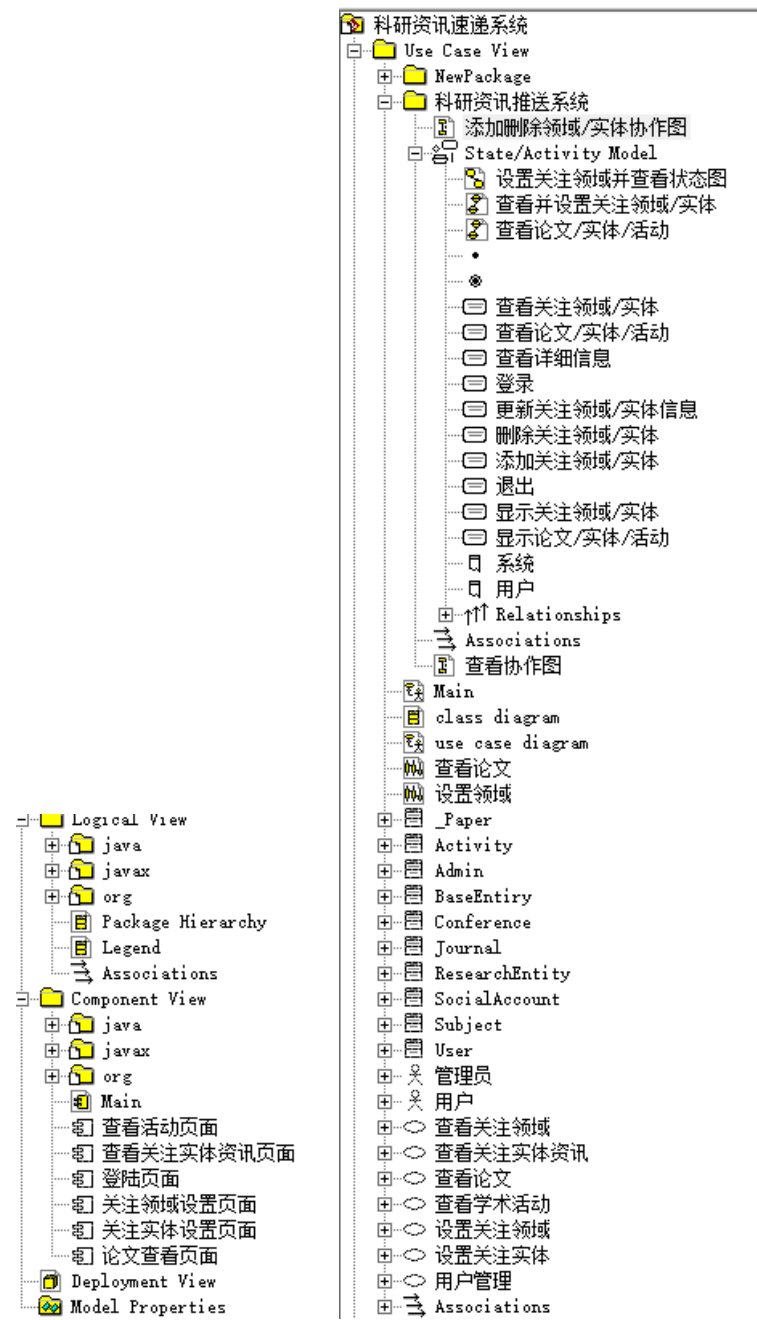 科研资讯速递系统
Use Case View
NewPackage
科研资讯推送系统
添加删除领域/实体协作图
State/Activity Model
设置关注领域并查看状态图
查看并设置关注领域/实体
查看论文/实体/活动
查看关注领域/实体
查看论文/实体/活动
查看详细信息
登录
更新关注领域/实体信息
删除关注领域/实体
添加关注领域/实体
退出
显示关注领域/实体
显示论文/实体/活动
系统
用户
Relationships
Associations
查看协作图
Main
class diagram
use case diagram
查看论文
设置领域
_Paper
Activity
Admin
BaseEntiry
Conference
Journal
ResearchEntity
SocialAccount
Subject
User
管理员
用户
查看关注领域
查看关注实体资讯
查看论文
查看学术活动
设置关注领域
设置关注实体
用户管理
Associations
Logical View
java
javax
org
Package Hierarchy
Legend
Associations
Component View
java
javax
org
Main
查看活动页面
查看关注实体资讯页面
登陆页面
关注领域设置页面
关注实体设置页面
论文查看页面
Deployment View
Model Properties